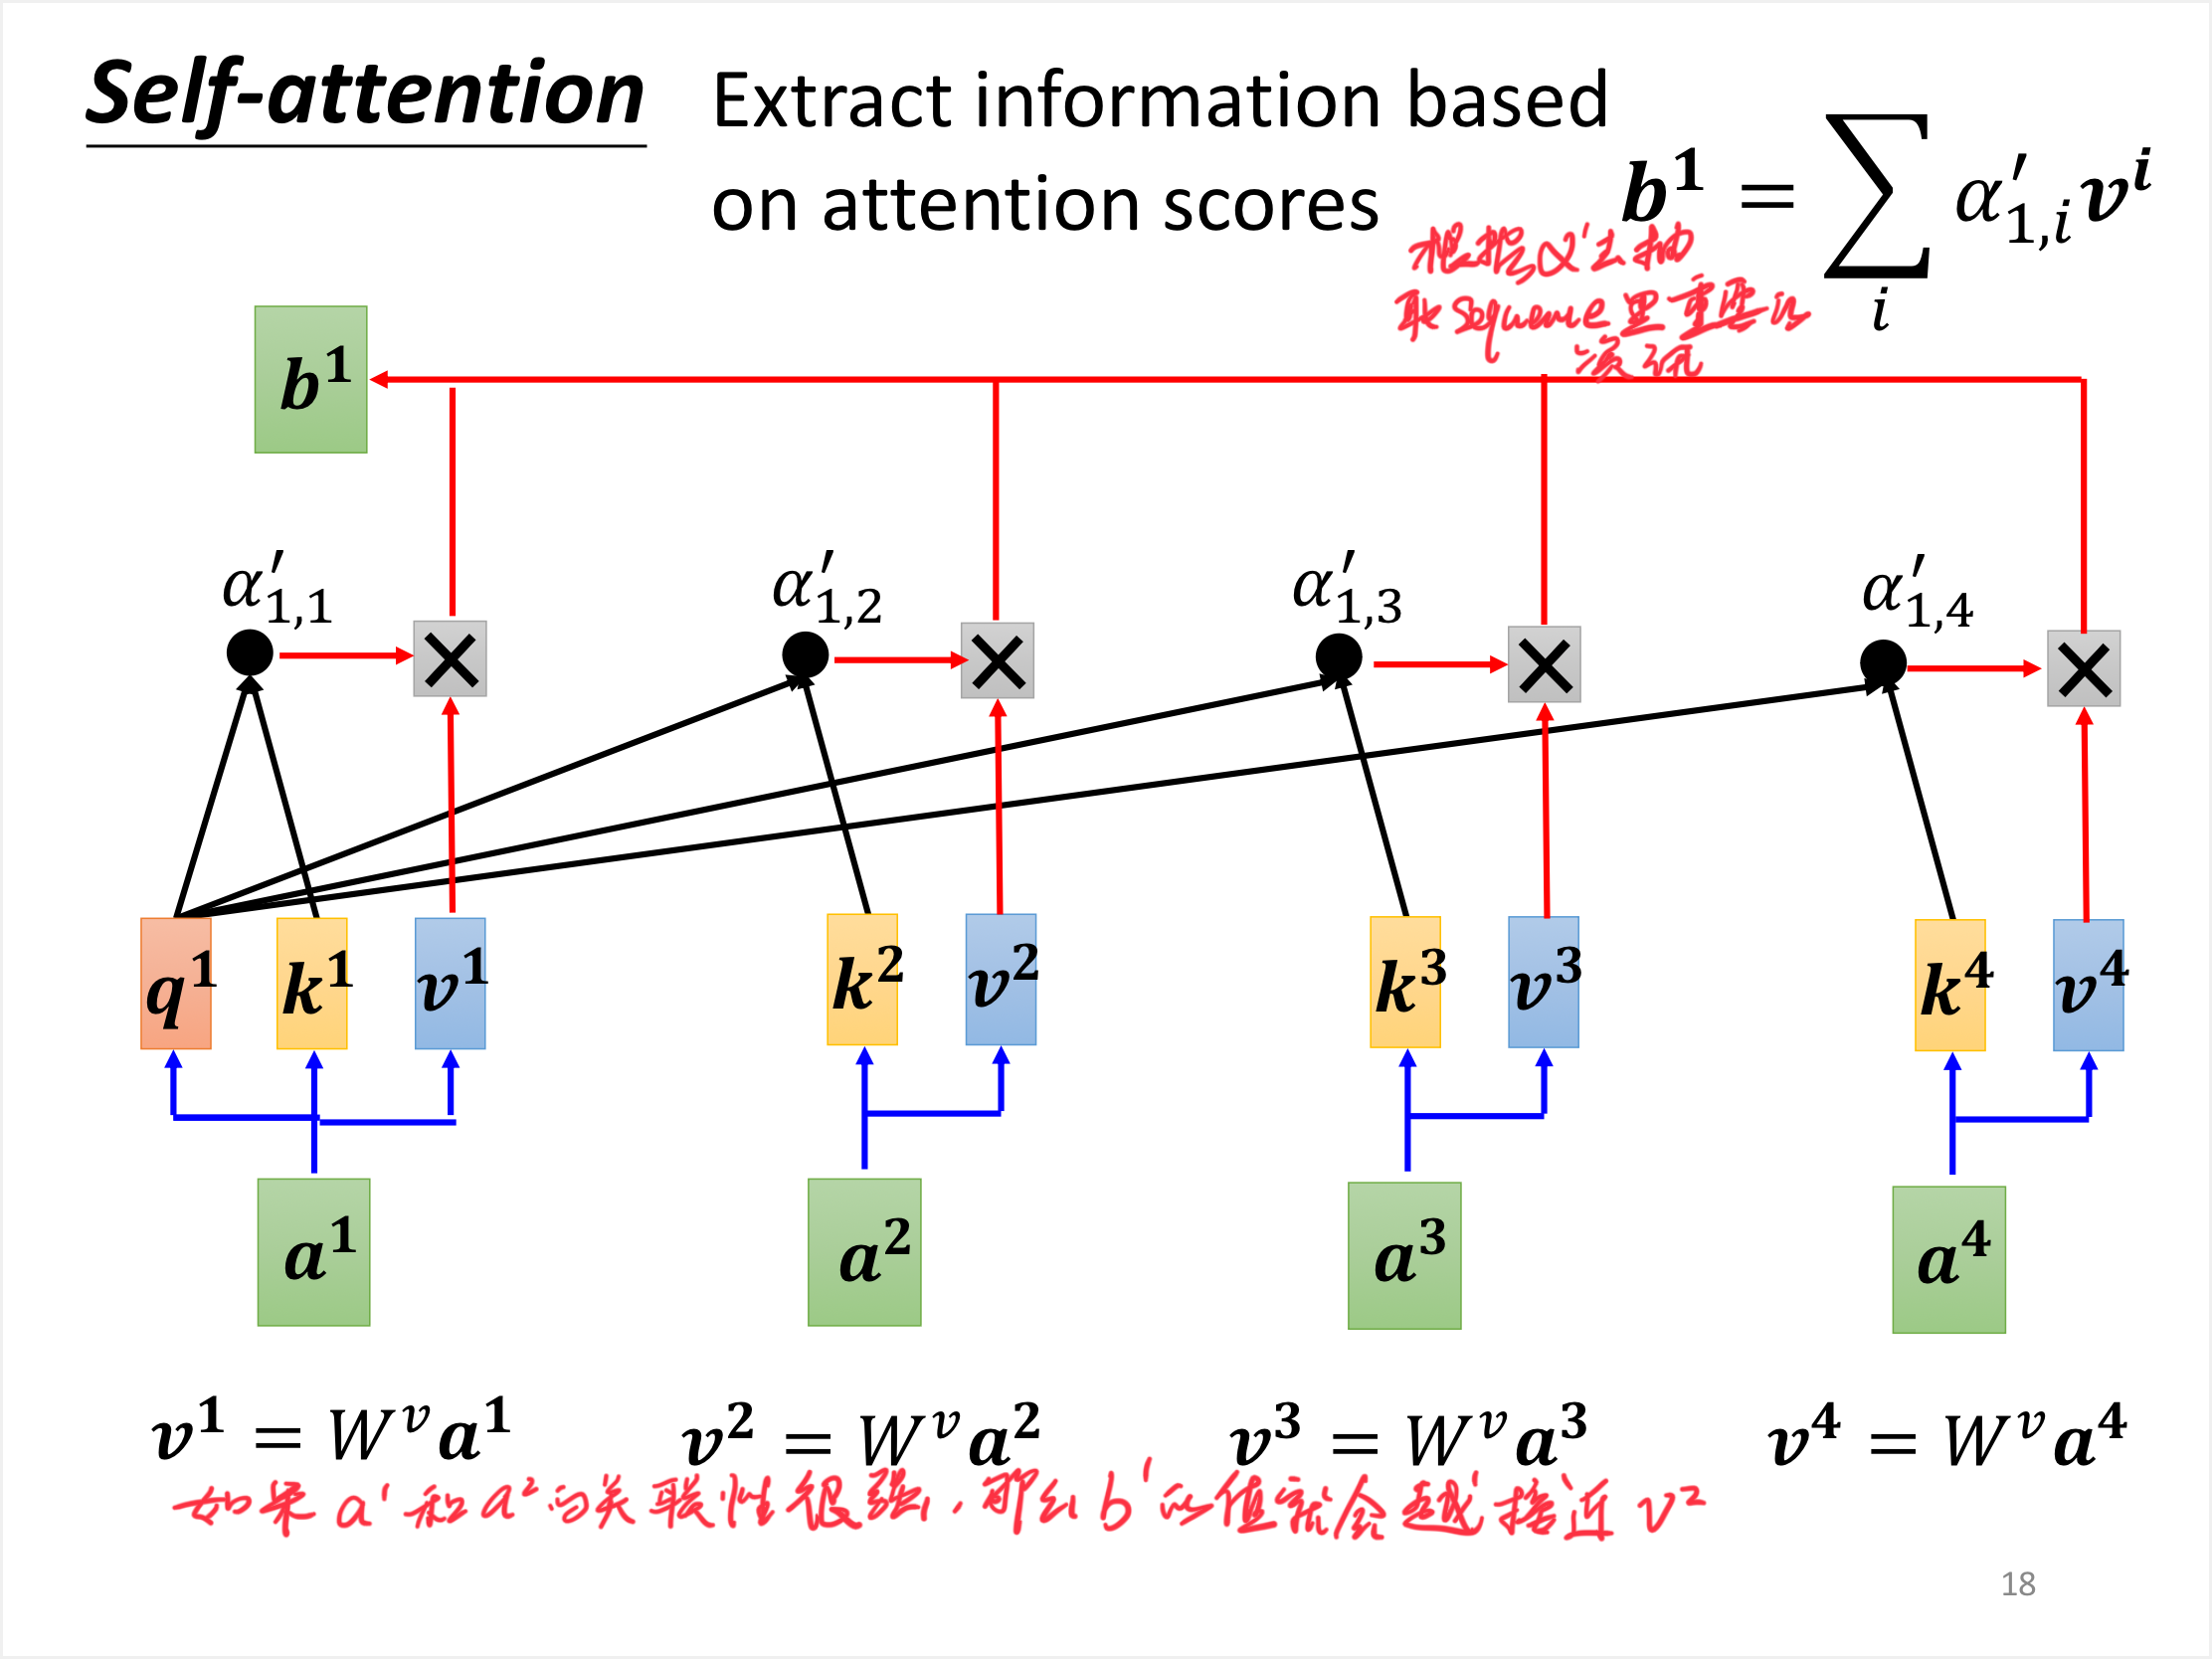 Self-attention
Extract information based
on attention scores
b¹ = ∑ᵢ α′₁,ᵢvⁱ
根据α'去抽
取sequence里重要的
资讯
b¹
α′₁,₁ α′₁,₂ α′₁,₃ α′₁,₄
× × × ×
q¹ k¹ v¹ k² v² k³ v³ k⁴ v⁴
a¹ a² a³ a⁴
v¹ = Wᵛa¹ v² = Wᵛa² v³ = Wᵛa³ v⁴ = Wᵛa⁴
如果a¹和a²的关联性很强，那么b¹的值就会越接近v²
18